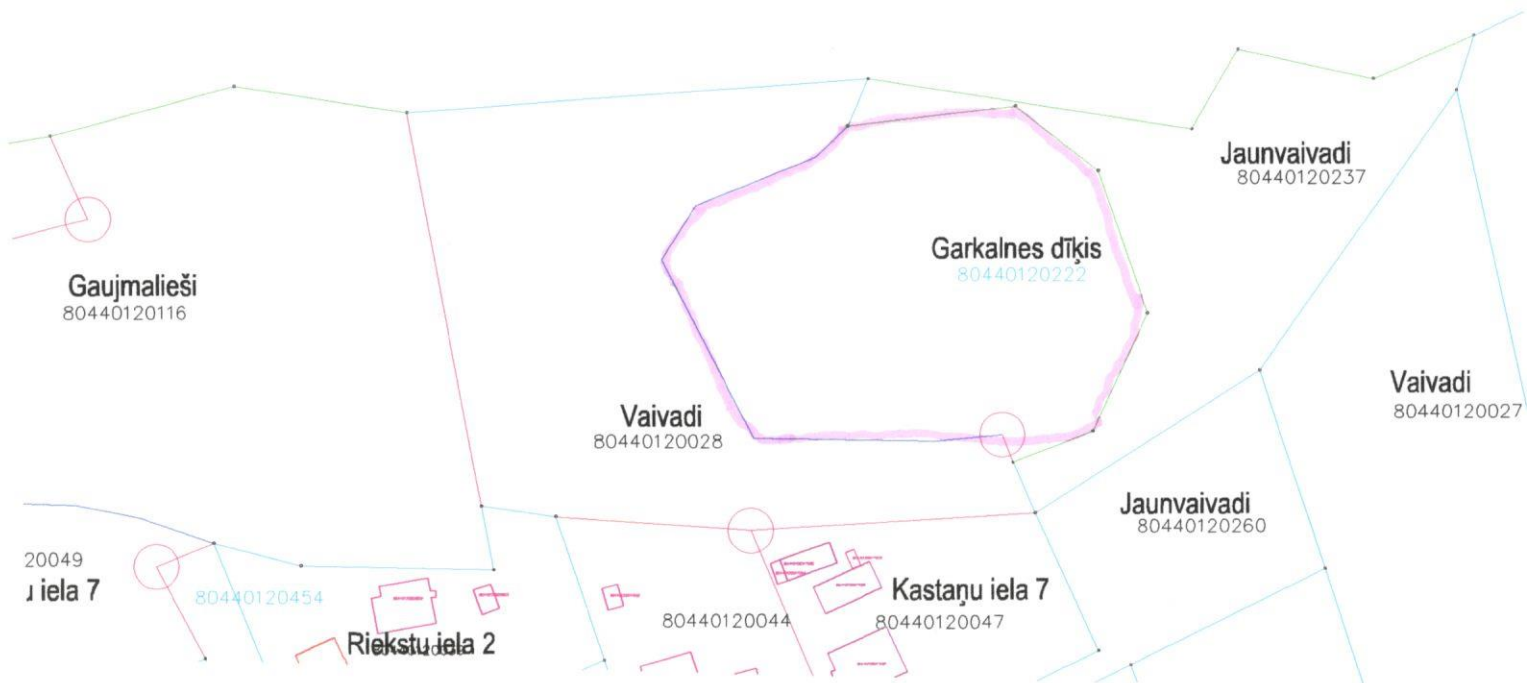 Jaunvaivadi
80440120237
Garkalnes dīķis
80440120222
Gaujmalieši
80440120116
Vaivadi
80440120027
Vaivadi
80440120028
Jaunvaivadi
80440120260
20049
iela 7
80440120454
Riekstu iela 2
80440120044
Kastaņu iela 7
80440120047